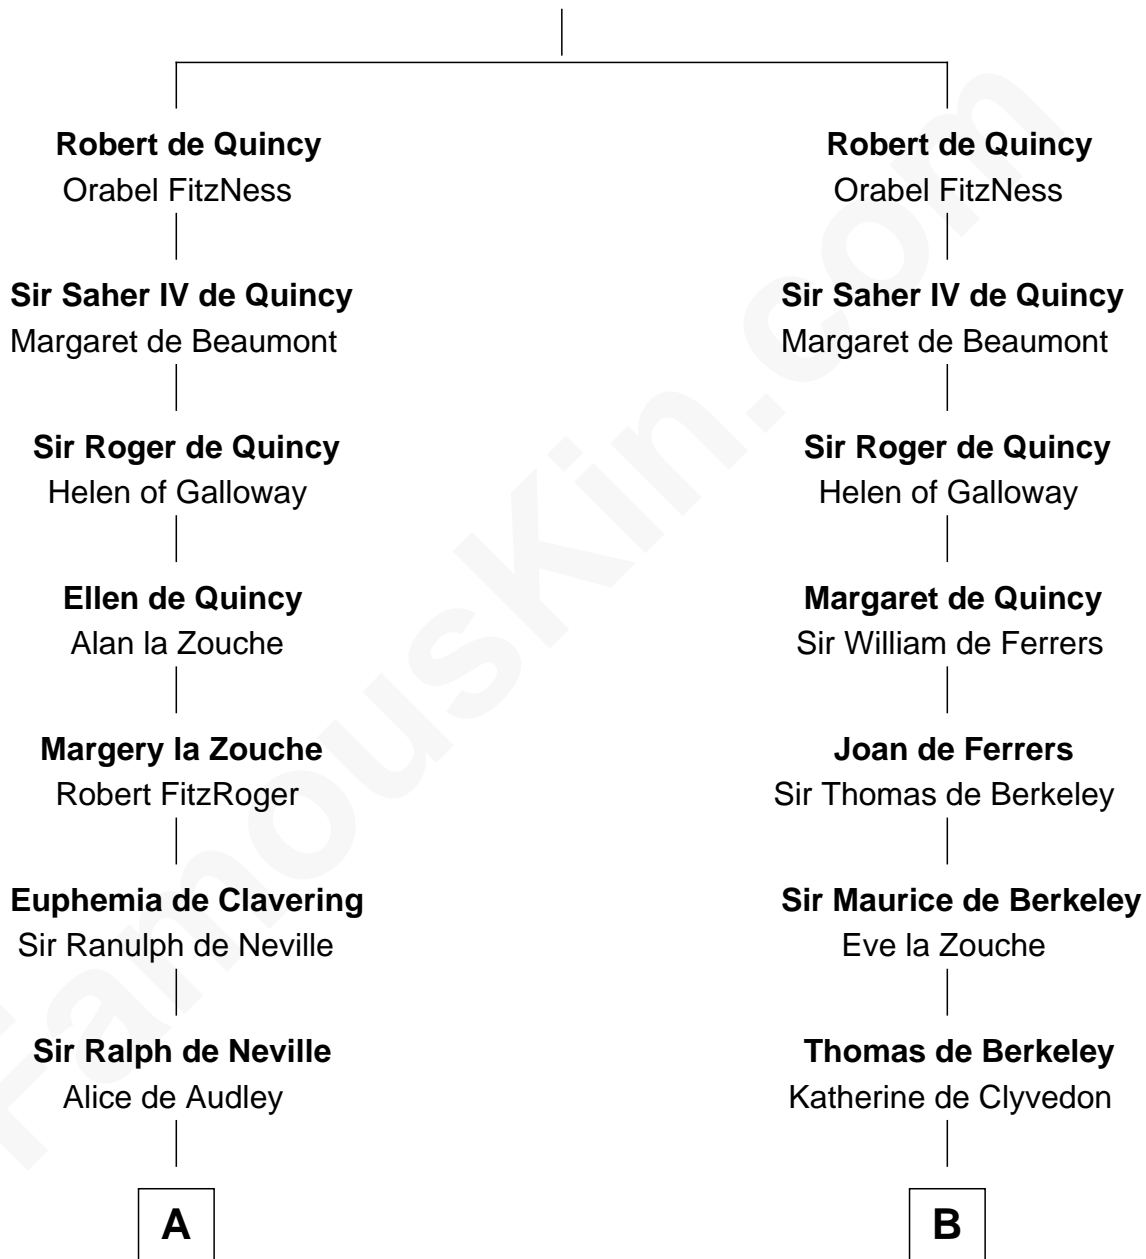 Robert de Quincy
Orabel FitzNess
Sir Saher IV de Quincy
Margaret de Beaumont
Sir Roger de Quincy
Helen of Galloway
Ellen de Quincy
Alan la Zouche
Margery la Zouche
Robert FitzRoger
Euphemia de Clavering
Sir Ranulph de Neville
Sir Ralph de Neville
Alice de Audley
A
Robert de Quincy
Orabel FitzNess
Sir Saher IV de Quincy
Margaret de Beaumont
Sir Roger de Quincy
Helen of Galloway
Margaret de Quincy
Sir William de Ferrers
Joan de Ferrers
Sir Thomas de Berkeley
Sir Maurice de Berkeley
Eve la Zouche
Thomas de Berkeley
Katherine de Clyvedon
B
FamousKin.com